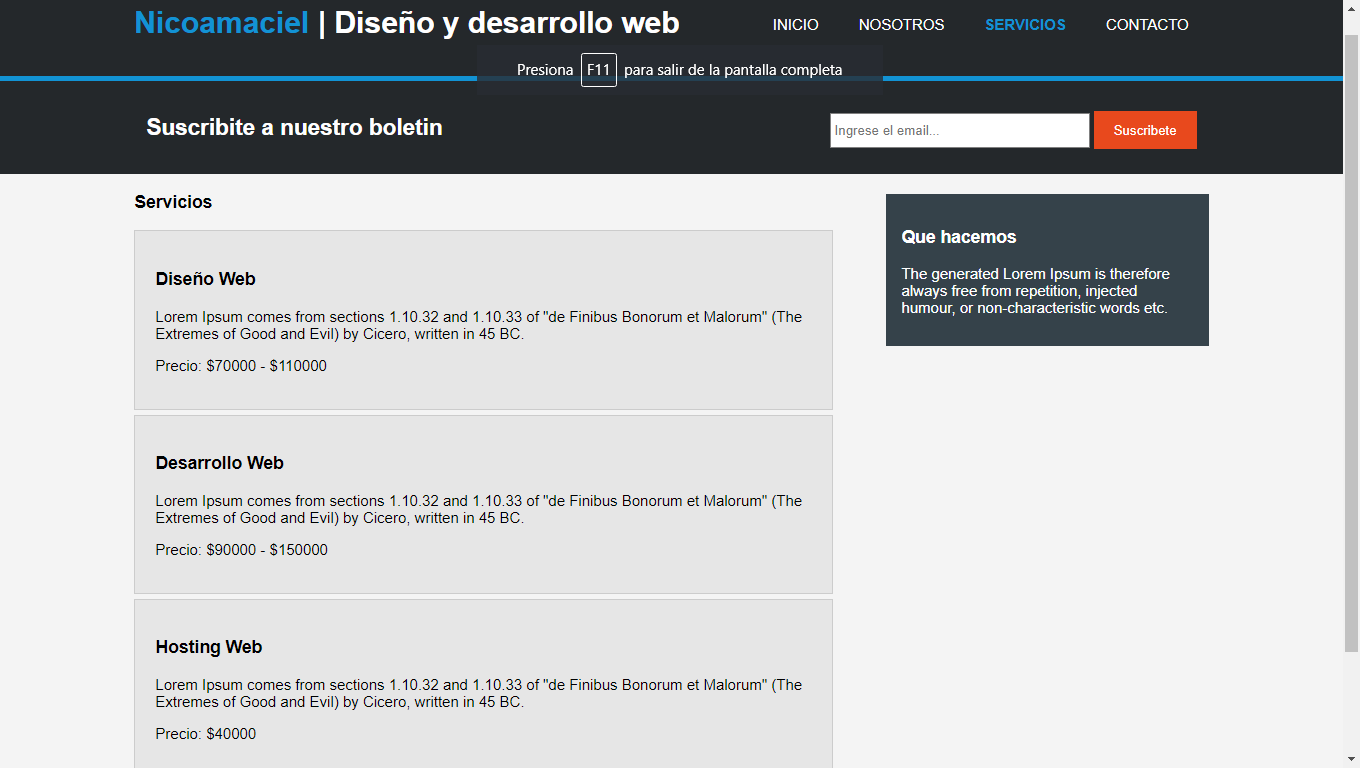 Nicoamaciel | Diseño y desarrollo web
INICIO
NOSOTROS
SERVICIOS
CONTACTO
Presiona F11 para salir de la pantalla completa
Suscribite a nuestro boletin
Ingrese el email...
Suscribete
Servicios
Diseño Web
Lorem Ipsum comes from sections 1.10.32 and 1.10.33 of "de Finibus Bonorum et Malorum" (The
Extremes of Good and Evil) by Cicero, written in 45 BC.
Precio: $70000 - $110000
Desarrollo Web
Lorem Ipsum comes from sections 1.10.32 and 1.10.33 of "de Finibus Bonorum et Malorum" (The
Extremes of Good and Evil) by Cicero, written in 45 BC.
Precio: $90000 - $150000
Hosting Web
Lorem Ipsum comes from sections 1.10.32 and 1.10.33 of "de Finibus Bonorum et Malorum" (The
Extremes of Good and Evil) by Cicero, written in 45 BC.
Precio: $40000
Que hacemos
The generated Lorem Ipsum is therefore
always free from repetition, injected
humour, or non-characteristic words etc.